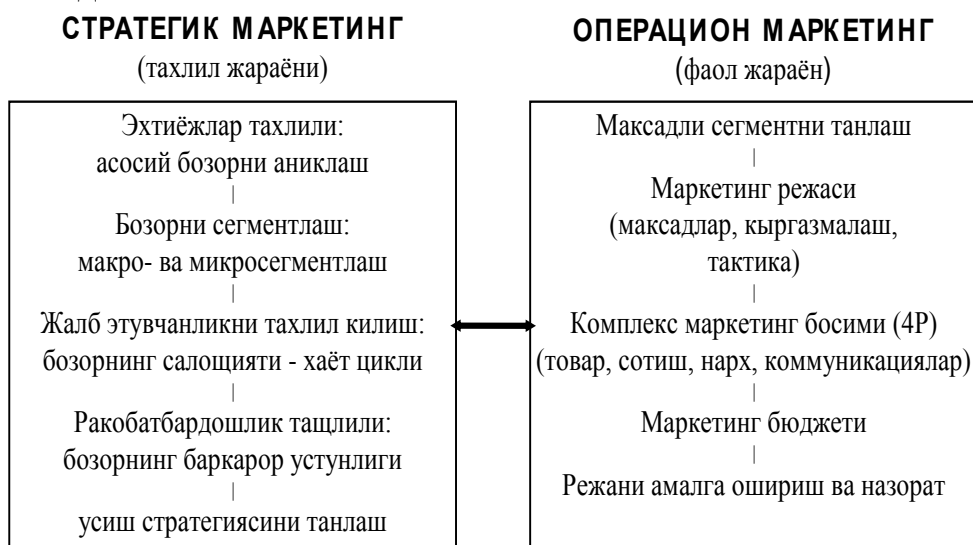 СТРАТЕГИК МАРКЕТИНГ
(тахлил жараёни)
Эхтиёжлар тахлили:
асосий бозорни аниклаш
Бозорни сегментлаш:
макро- ва микросегментлаш
Жалб этувчанликни тахлил килиш:
бозорнинг салощияти - хаёт цикли
Ракобатбардошлик тащлили:
бозорнинг баркарор устунлиги
усиш стратегиясини танлаш
ОПЕРАЦИОН МАРКЕТИНГ
(фаол жараён)
Максадли сегментни танлаш
Маркетинг режаси
(максадлар, кыргазмалаш,
тактика)
Комплекс маркетинг босими (4Р)
(товар, сотиш, нарх, коммуникациялар)
Маркетинг бюджети
Режани амалга ошириш ва назорат